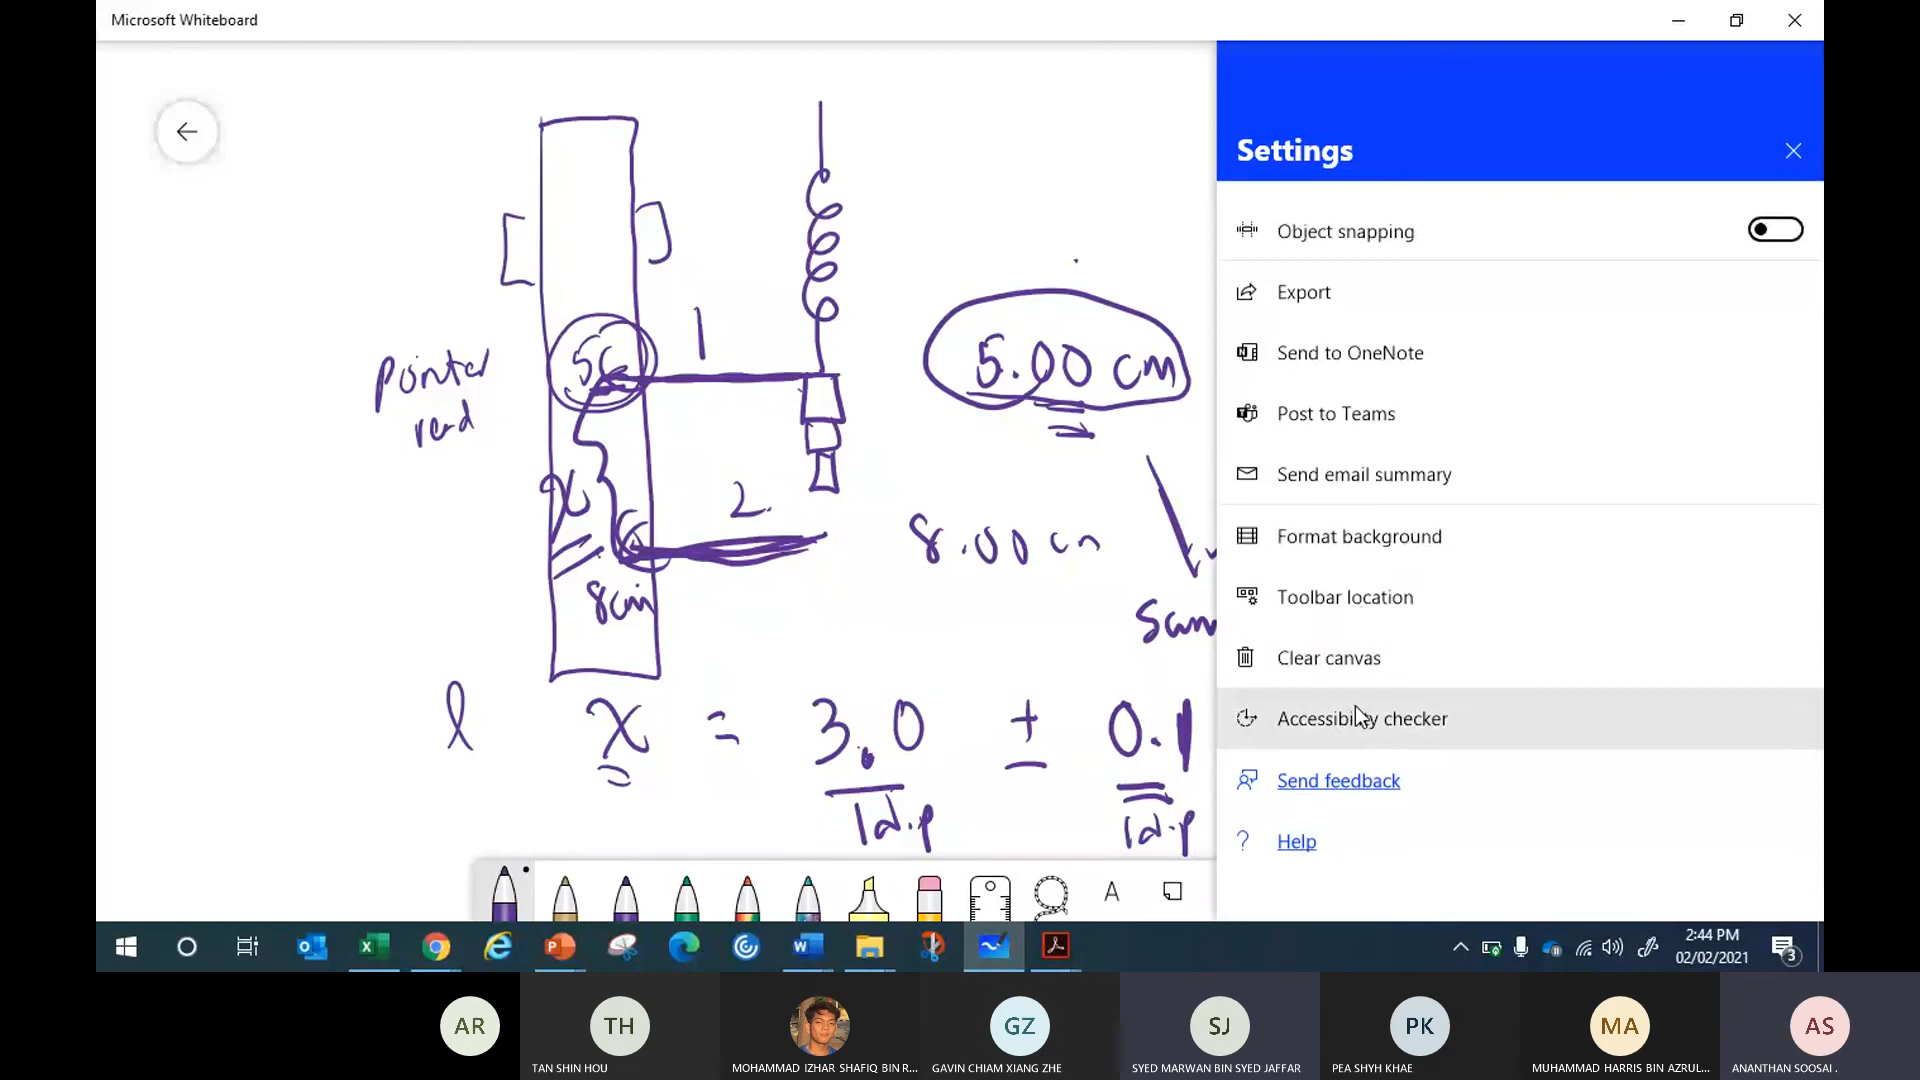 Microsoft Whiteboard
Settings
Object snapping
Export
Send to OneNote
Post to Teams
Send email summary
Format background
Toolbar location
Clear canvas
Accessibility checker
Send feedback
Help
1
5.00 cm
pointer
read
x
2.
8.00 cm
8cm
l x = 3.0 ± 0.1
1d.p 1d.p
A
2:44 PM
02/02/2021
3
AR
TH
GZ
SJ
PK
MA
AS
TAN SHIN HOU
MOHAMMAD IZHAR SHAFIQ BIN R...
GAVIN CHIAM XIANG ZHE
SYED MARWAN BIN SYED JAFFAR
PEA SHYH KHAE
MUHAMMAD HARRIS BIN AZRUL...
ANANTHAN SOOSAI .